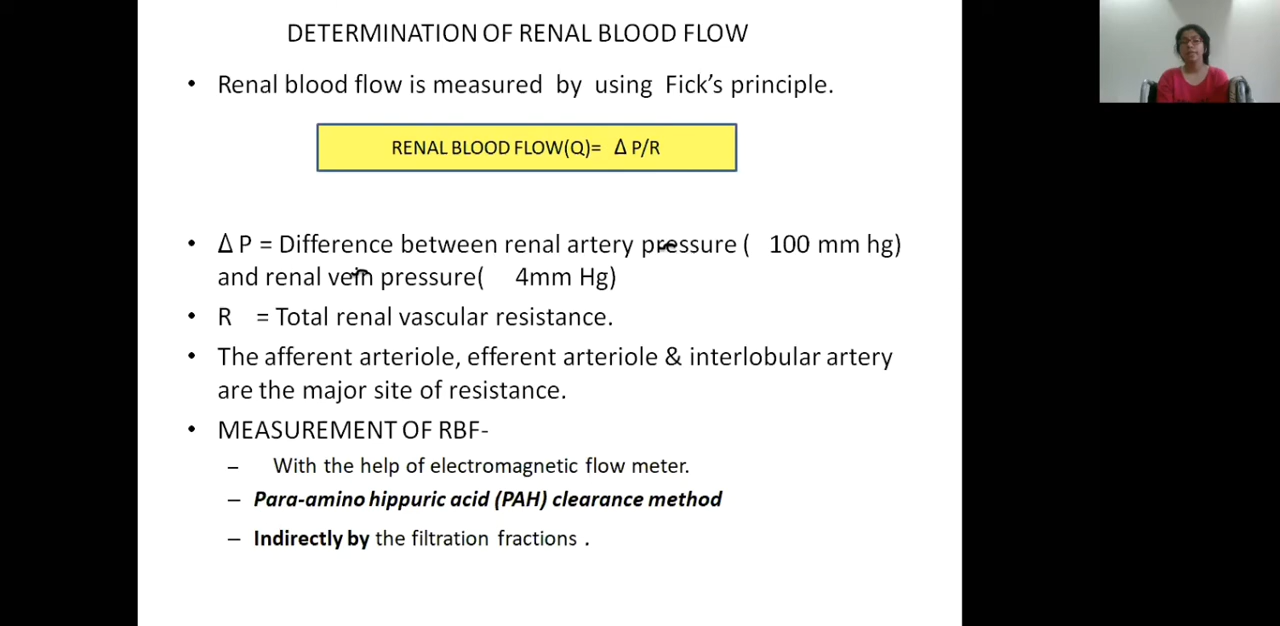 DETERMINATION OF RENAL BLOOD FLOW
• Renal blood flow is measured by using Fick's principle.
RENAL BLOOD FLOW(Q)= Δ P/R
• Δ P = Difference between renal artery pressure ( 100 mm hg)
and renal vein pressure( 4mm Hg)
• R = Total renal vascular resistance.
• The afferent arteriole, efferent arteriole & interlobular artery
are the major site of resistance.
• MEASUREMENT OF RBF-
– With the help of electromagnetic flow meter.
– Para-amino hippuric acid (PAH) clearance method
– Indirectly by the filtration fractions .